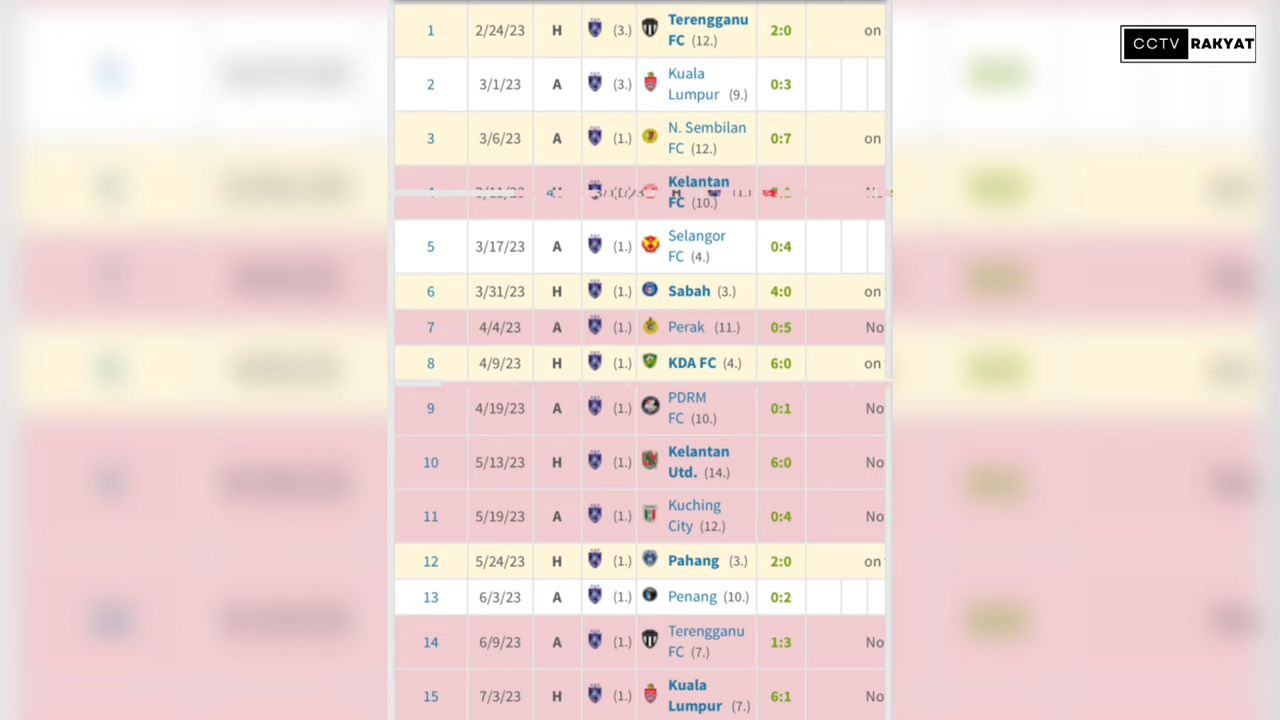 CCTV RAKYAT
1 2/24/23 H (3.) Terengganu
FC (12.) 2:0 on
2 3/1/23 A (3.) Kuala
Lumpur (9.) 0:3
3 3/6/23 A (1.) N. Sembilan
FC (12.) 0:7 on
Kelantan
FC (10.)
5 3/17/23 A (1.) Selangor
FC (4.) 0:4
6 3/31/23 H (1.) Sabah (3.) 4:0 on
7 4/4/23 A (1.) Perak (11.) 0:5 No
8 4/9/23 H (1.) KDA FC (4.) 6:0 on
9 4/19/23 A (1.) PDRM
FC (10.) 0:1 No
10 5/13/23 H (1.) Kelantan
Utd. (14.) 6:0 No
11 5/19/23 A (1.) Kuching
City (12.) 0:4 No
12 5/24/23 H (1.) Pahang (3.) 2:0 on
13 6/3/23 A (1.) Penang (10.) 0:2
14 6/9/23 A (1.) Terengganu
FC (7.) 1:3 No
15 7/3/23 H (1.) Kuala
Lumpur (7.) 6:1 No